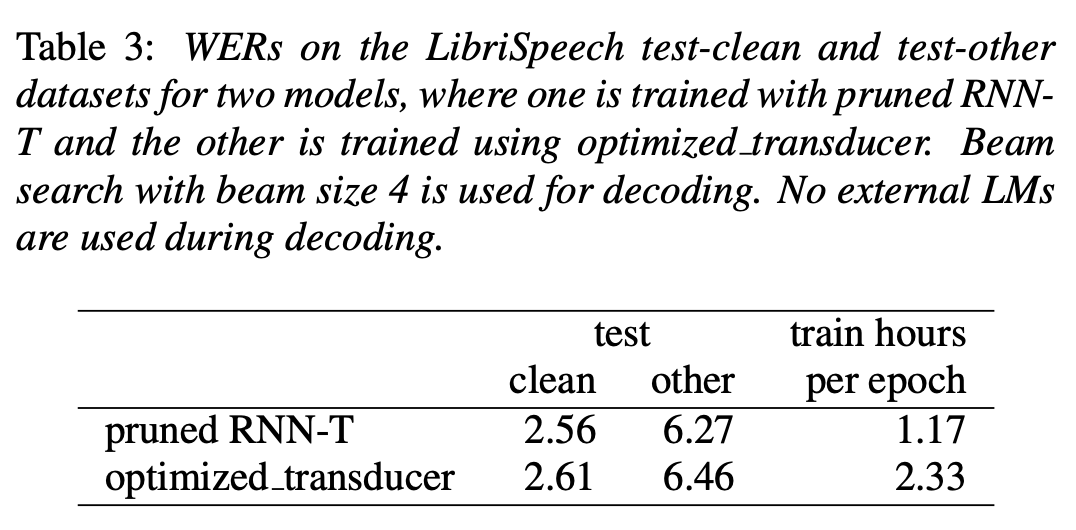 Table 3: WERs on the LibriSpeech test-clean and test-other
datasets for two models, where one is trained with pruned RNN-
T and the other is trained using optimized_transducer. Beam
search with beam size 4 is used for decoding. No external LMs
are used during decoding.
test train hours
clean other per epoch
pruned RNN-T 2.56 6.27 1.17
optimized_transducer 2.61 6.46 2.33